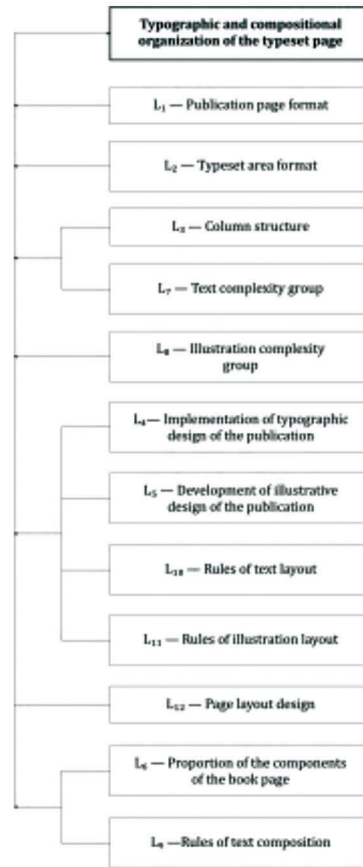 Typographic and compositional
organization of the typeset page
L₁ — Publication page format
L₂ — Typeset area format
L₃ — Column structure
L₇ — Text complexity group
L₈ — Illustration complexity
group
L₄— Implementation of typographic
design of the publication
L₅ — Development of illustrative
design of the publication
L₁₀ — Rules of text layout
L₁₁ — Rules of illustration layout
L₁₂ — Page layout design
L₆ — Proportion of the components
of the book page
L₉ —Rules of text composition